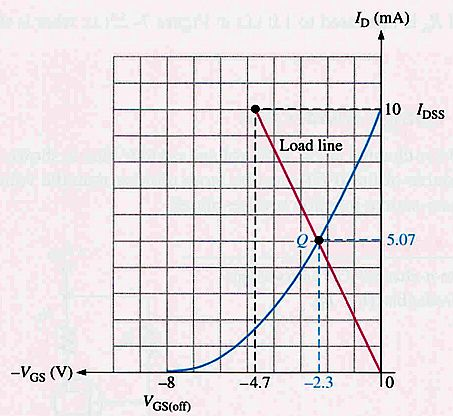 I_D (mA)
10 I_DSS
Load line
Q 5.07
-V_GS (V) -8 -4.7 -2.3 0
V_GS(off)